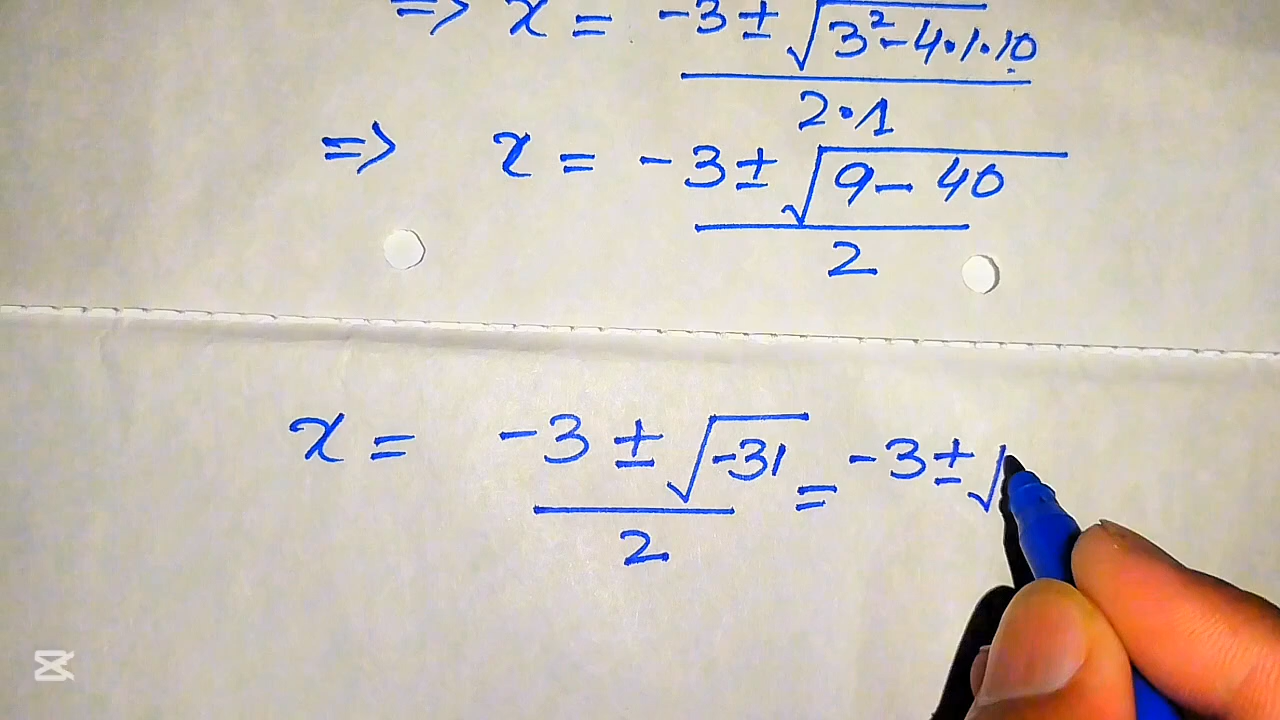 => x = -3 ± √3² - 4·1·10
2·1
=> x = -3 ± √9 - 40
2
x = -3 ± √-31 = -3 ± √
2